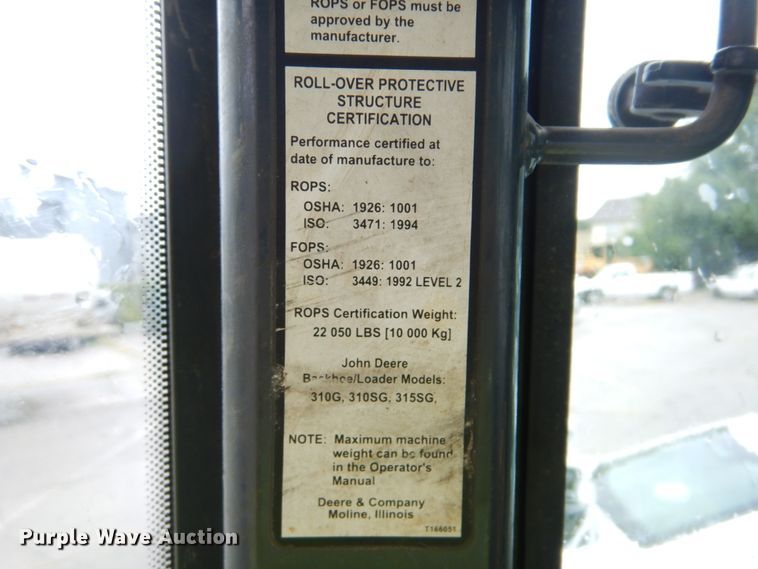 ROPS or FOPS must be
approved by the
manufacturer.
ROLL-OVER PROTECTIVE
STRUCTURE
CERTIFICATION
Performance certified at
date of manufacture to:
ROPS:
OSHA: 1926: 1001
ISO: 3471: 1994
FOPS:
OSHA: 1926: 1001
ISO: 3449: 1992 LEVEL 2
ROPS Certification Weight:
22 050 LBS [10 000 Kg]
John Deere
Backhoe/Loader Models:
310G, 310SG, 315SG,
NOTE: Maximum machine
weight can be found
in the Operator's
Manual
Deere & Company
Moline, Illinois
T166051
Purple Wave Auction